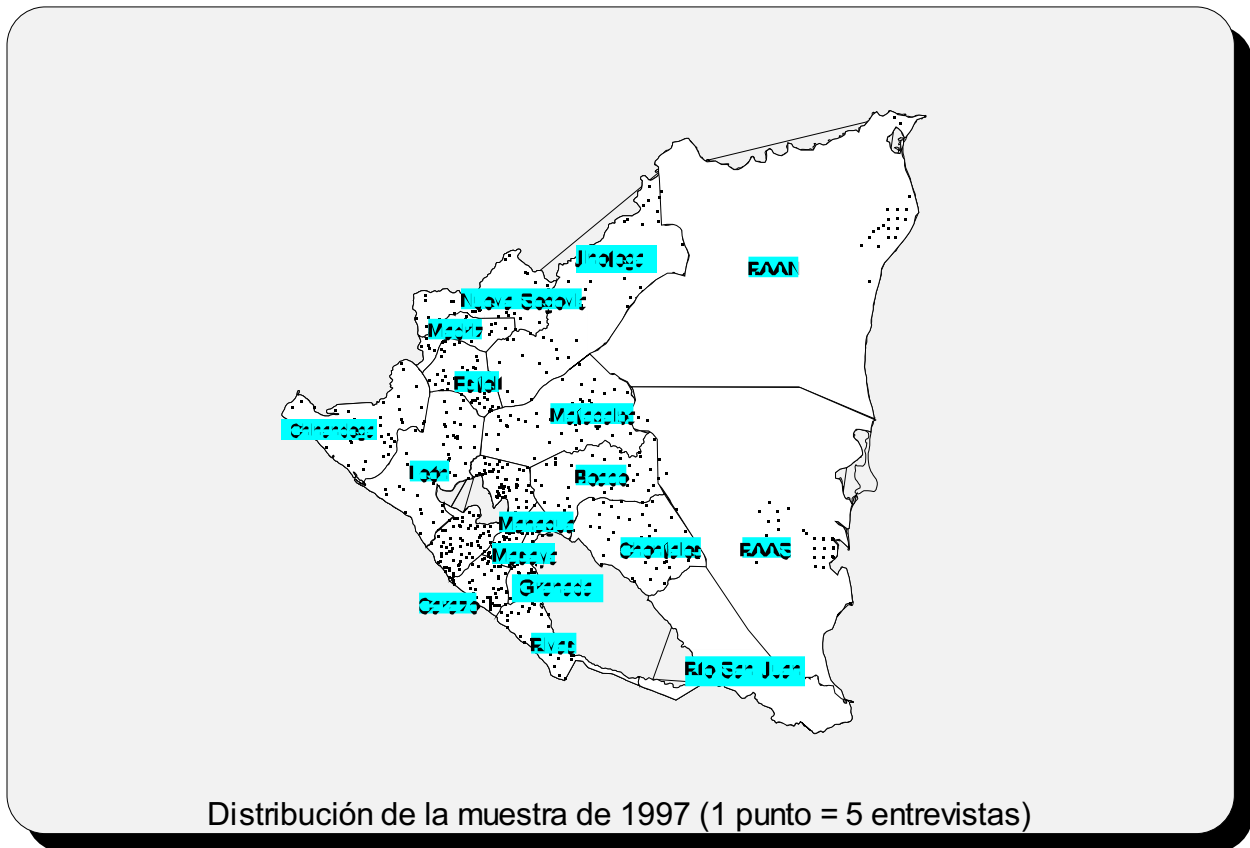 Jinotega
RAAN
Nueva Segovia
Madriz
Estelí
Matagalpa
Chinandega
León
Boaco
Managua
Chontales
RAAS
Masaya
Granada
Carazo
Rivas
Río San Juan
Distribución de la muestra de 1997 (1 punto = 5 entrevistas)